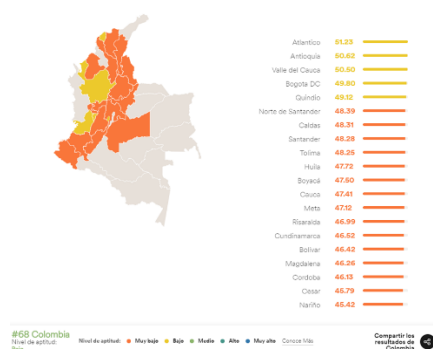 Atlantico 51.23
Antioquia 50.62
Valle del Cauca 50.50
Bogota DC 49.80
Quindio 49.12
Norte de Santander 48.39
Caldas 48.31
Santander 48.28
Tolima 48.25
Huila 47.72
Boyacá 47.50
Cauca 47.41
Meta 47.12
Risaralda 46.99
Cundinamarca 46.52
Bolivar 46.42
Magdalena 46.26
Cordoba 46.13
Cesar 45.79
Nariño 45.42
#68 Colombia
Nivel de aptitud:
Bajo
Nivel de aptitud: Muy bajo Bajo Medio Alto Muy alto Conoce Más
Compartir los
resultados de
Colombia